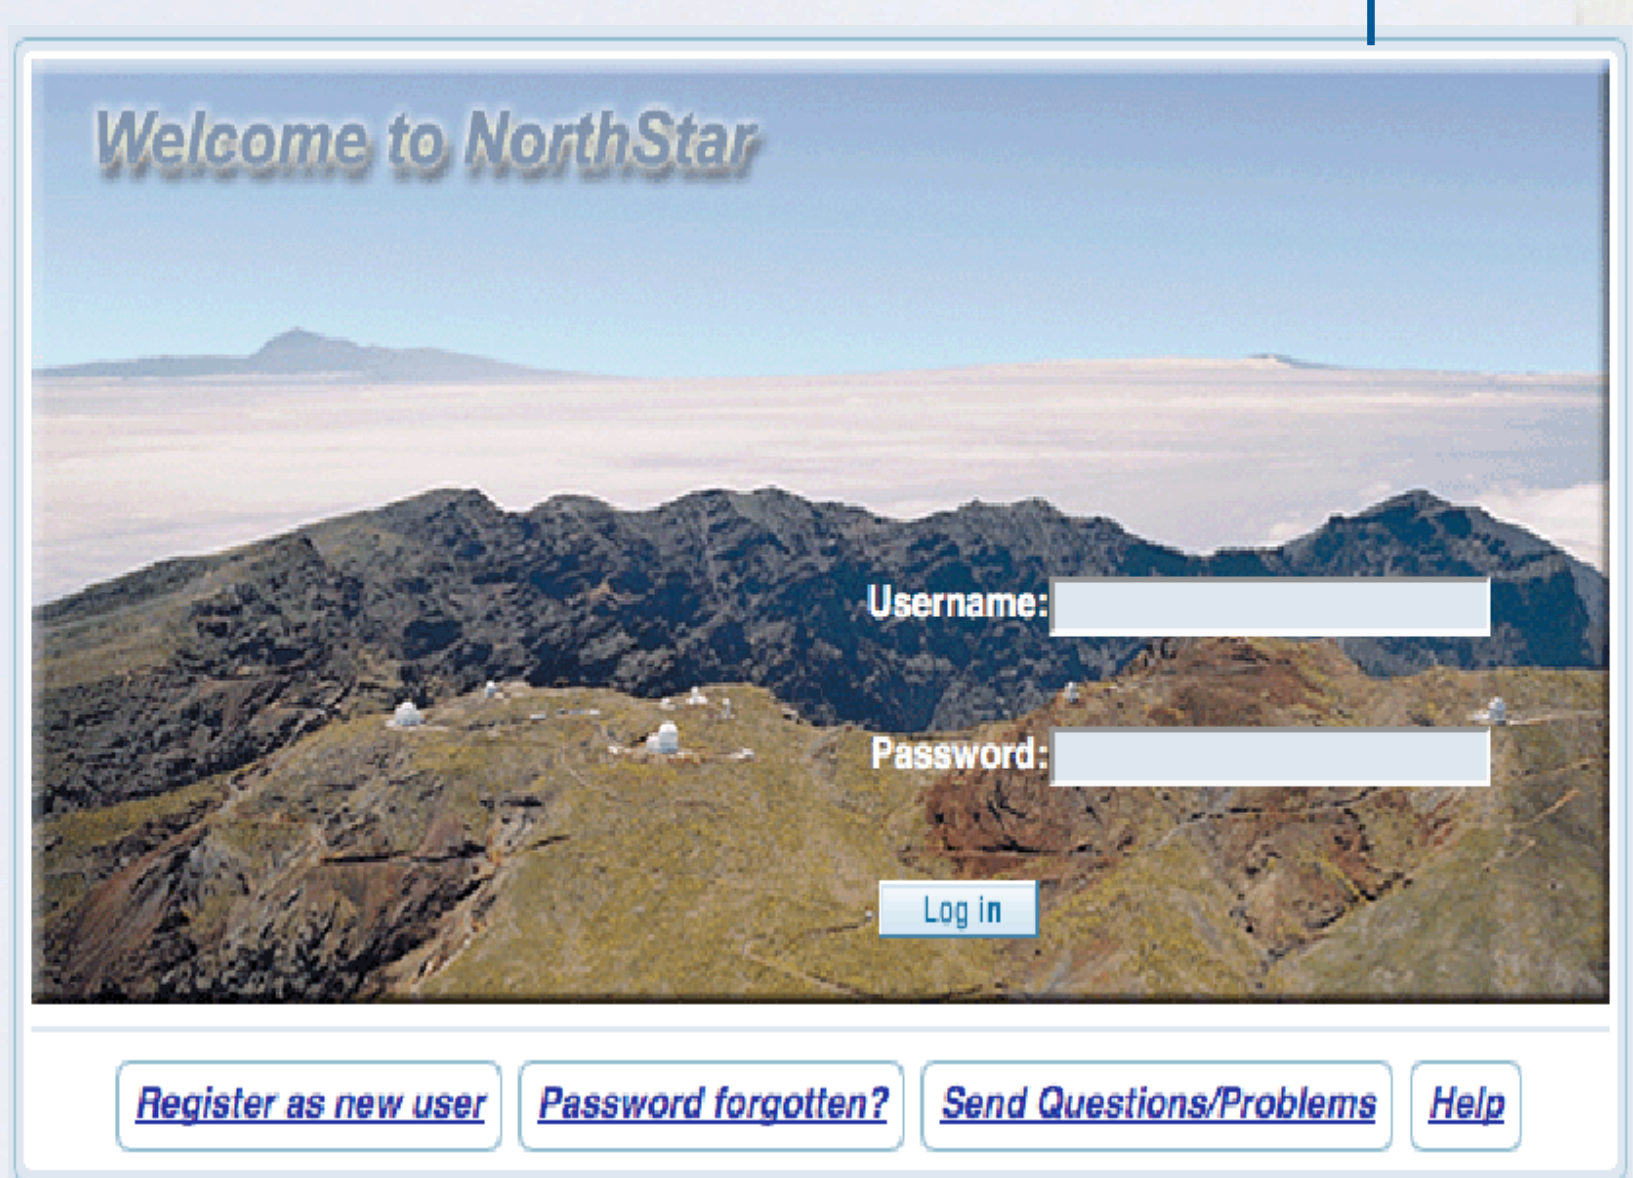 Welcome to NorthStar
Username:
Password:
Log in
Register as new user
Password forgotten?
Send Questions/Problems
Help